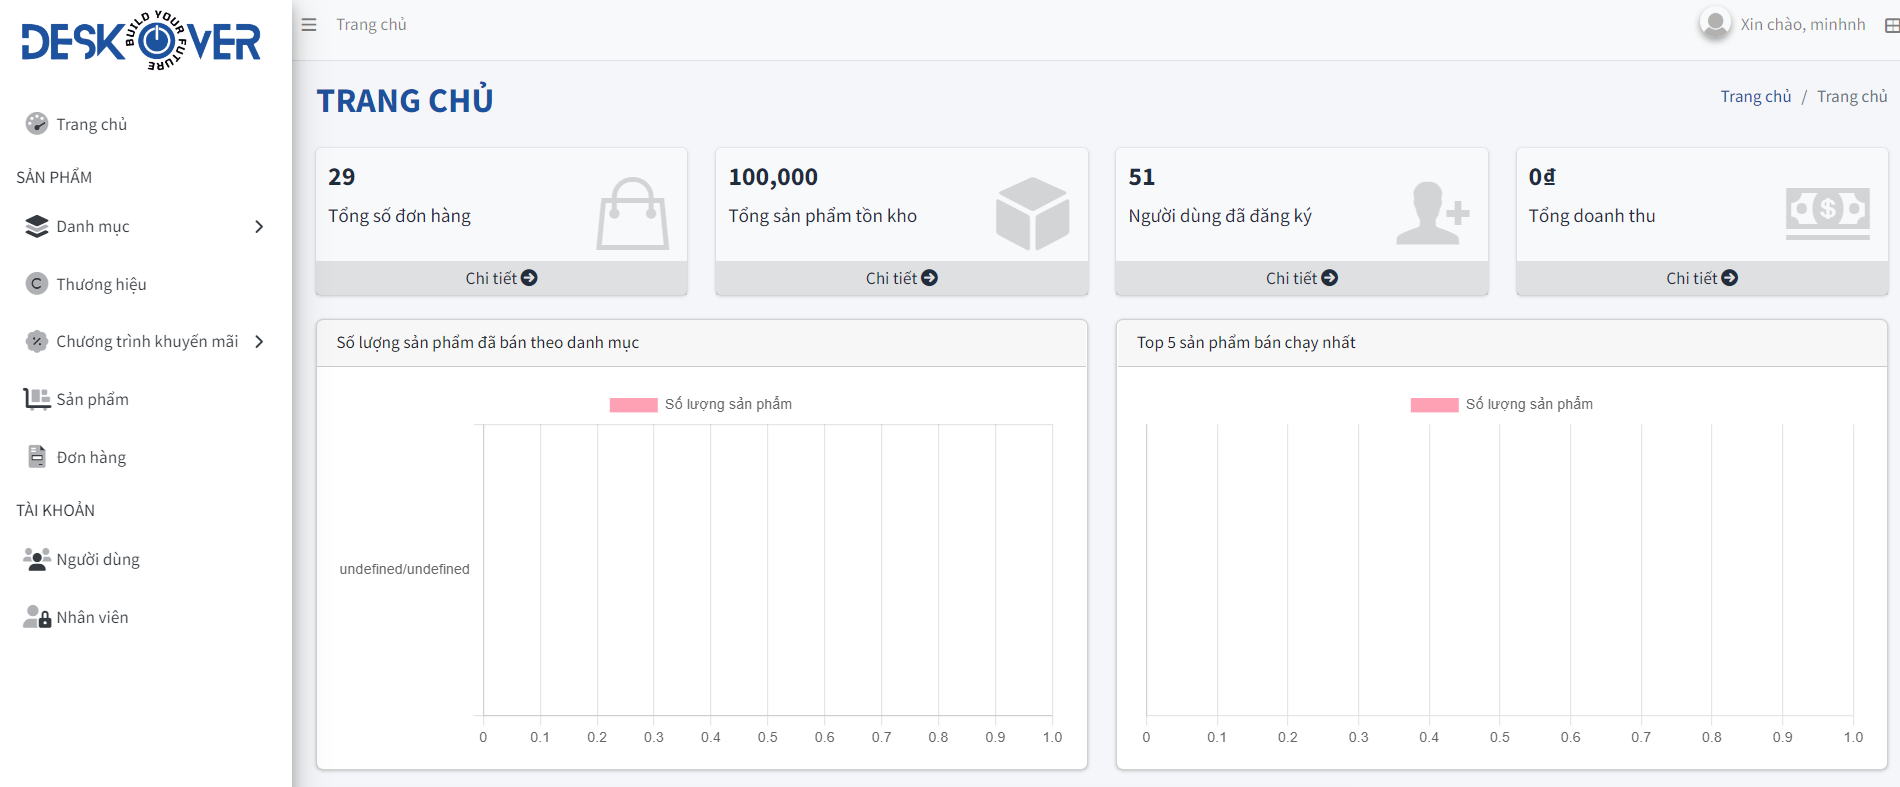 DESKOVER
BUILD YOUR FUTURE
Trang chủ
SẢN PHẨM
Danh mục
C
Thương hiệu
Chương trình khuyến mãi
Sản phẩm
Đơn hàng
TÀI KHOẢN
Người dùng
Nhân viên
Trang chủ
Xin chào, minhnh
TRANG CHỦ
Trang chủ / Trang chủ
29
Tổng số đơn hàng
Chi tiết
100,000
Tổng sản phẩm tồn kho
Chi tiết
51
Người dùng đã đăng ký
Chi tiết
0₫
Tổng doanh thu
Chi tiết
Số lượng sản phẩm đã bán theo danh mục
Số lượng sản phẩm
undefined/undefined
0 0.1 0.2 0.3 0.4 0.5 0.6 0.7 0.8 0.9 1.0
Top 5 sản phẩm bán chạy nhất
Số lượng sản phẩm
0 0.1 0.2 0.3 0.4 0.5 0.6 0.7 0.8 0.9 1.0